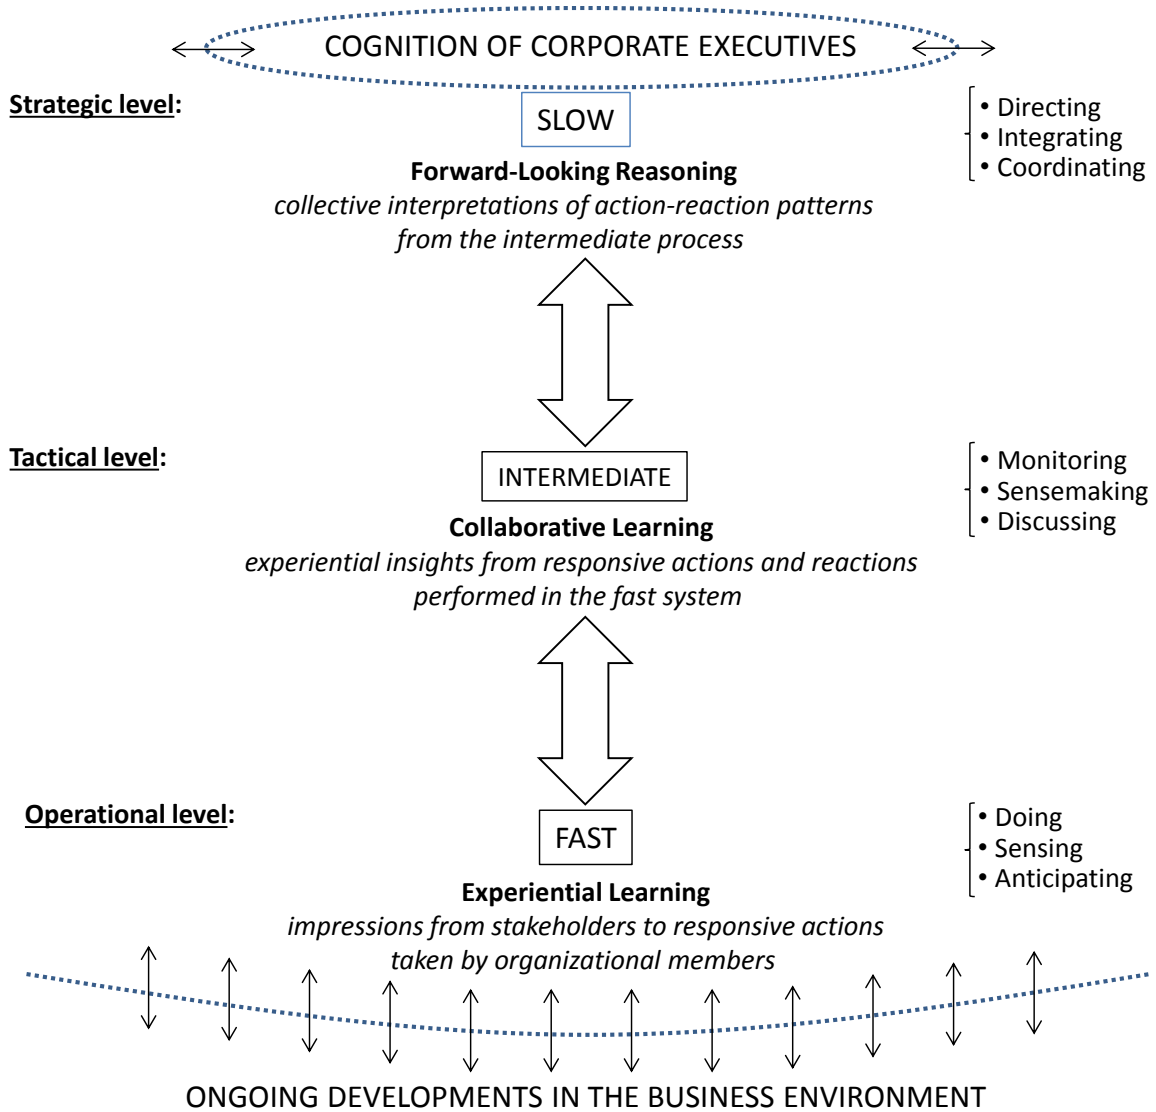 COGNITION OF CORPORATE EXECUTIVES
Strategic level:
SLOW
• Directing
• Integrating
• Coordinating
Forward-Looking Reasoning
collective interpretations of action-reaction patterns
from the intermediate process
Tactical level:
INTERMEDIATE
• Monitoring
• Sensemaking
• Discussing
Collaborative Learning
experiential insights from responsive actions and reactions
performed in the fast system
Operational level:
FAST
• Doing
• Sensing
• Anticipating
Experiential Learning
impressions from stakeholders to responsive actions
taken by organizational members
ONGOING DEVELOPMENTS IN THE BUSINESS ENVIRONMENT